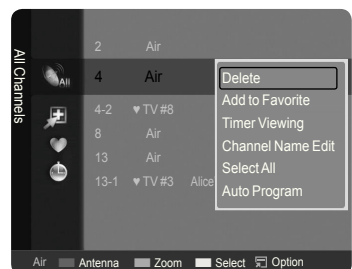 All Channels
2 Air
All 4 Air
4-2 ♥ TV #8
8 Air
13 Air
13-1 ♥ TV #3 Alice
Delete
Add to Favorite
Timer Viewing
Channel Name Edit
Select All
Auto Program
Air Antenna Zoom Select Option